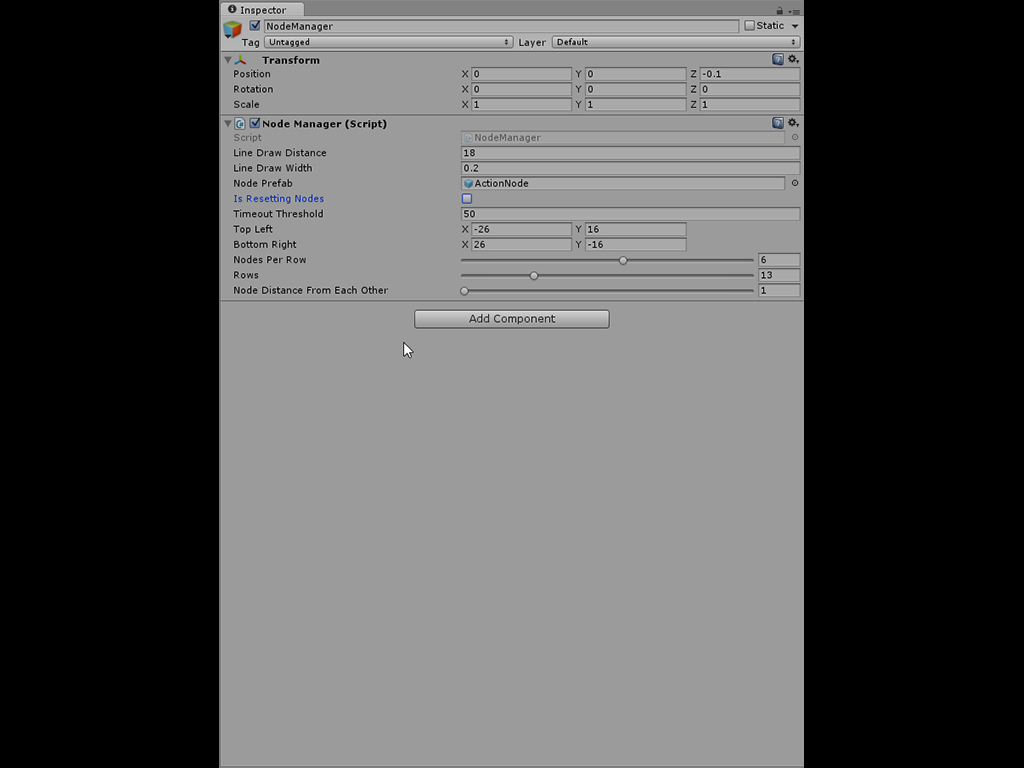 Inspector
NodeManager Static
Tag Untagged Layer Default
Transform
Position X 0 Y 0 Z -0.1
Rotation X 0 Y 0 Z 0
Scale X 1 Y 1 Z 1
Node Manager (Script)
Script NodeManager
Line Draw Distance 18
Line Draw Width 0.2
Node Prefab ActionNode
Is Resetting Nodes
Timeout Threshold 50
Top Left X -26 Y 16
Bottom Right X 26 Y -16
Nodes Per Row 6
Rows 13
Node Distance From Each Other 1
Add Component